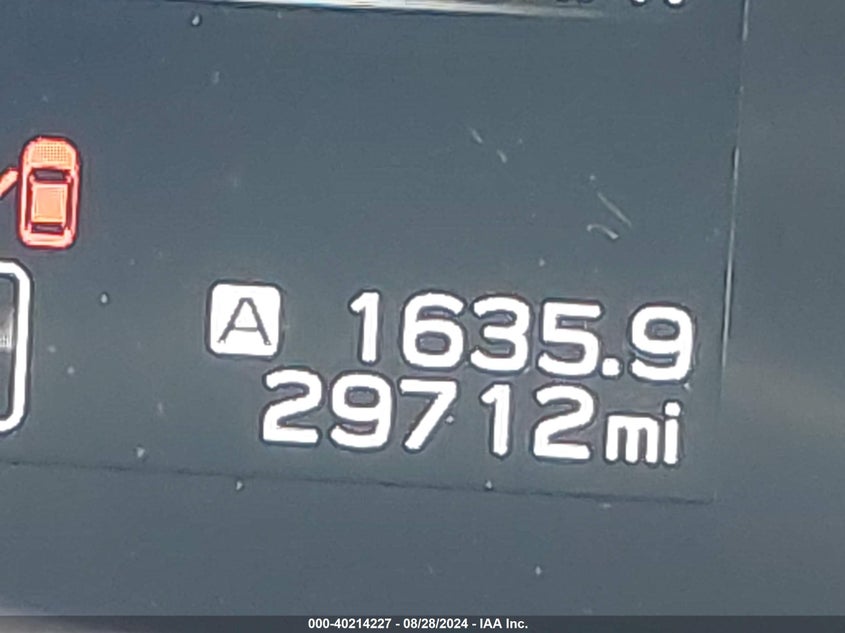 A 1635.9
29712mi
000-40214227 - 08/28/2024 - IAA Inc.